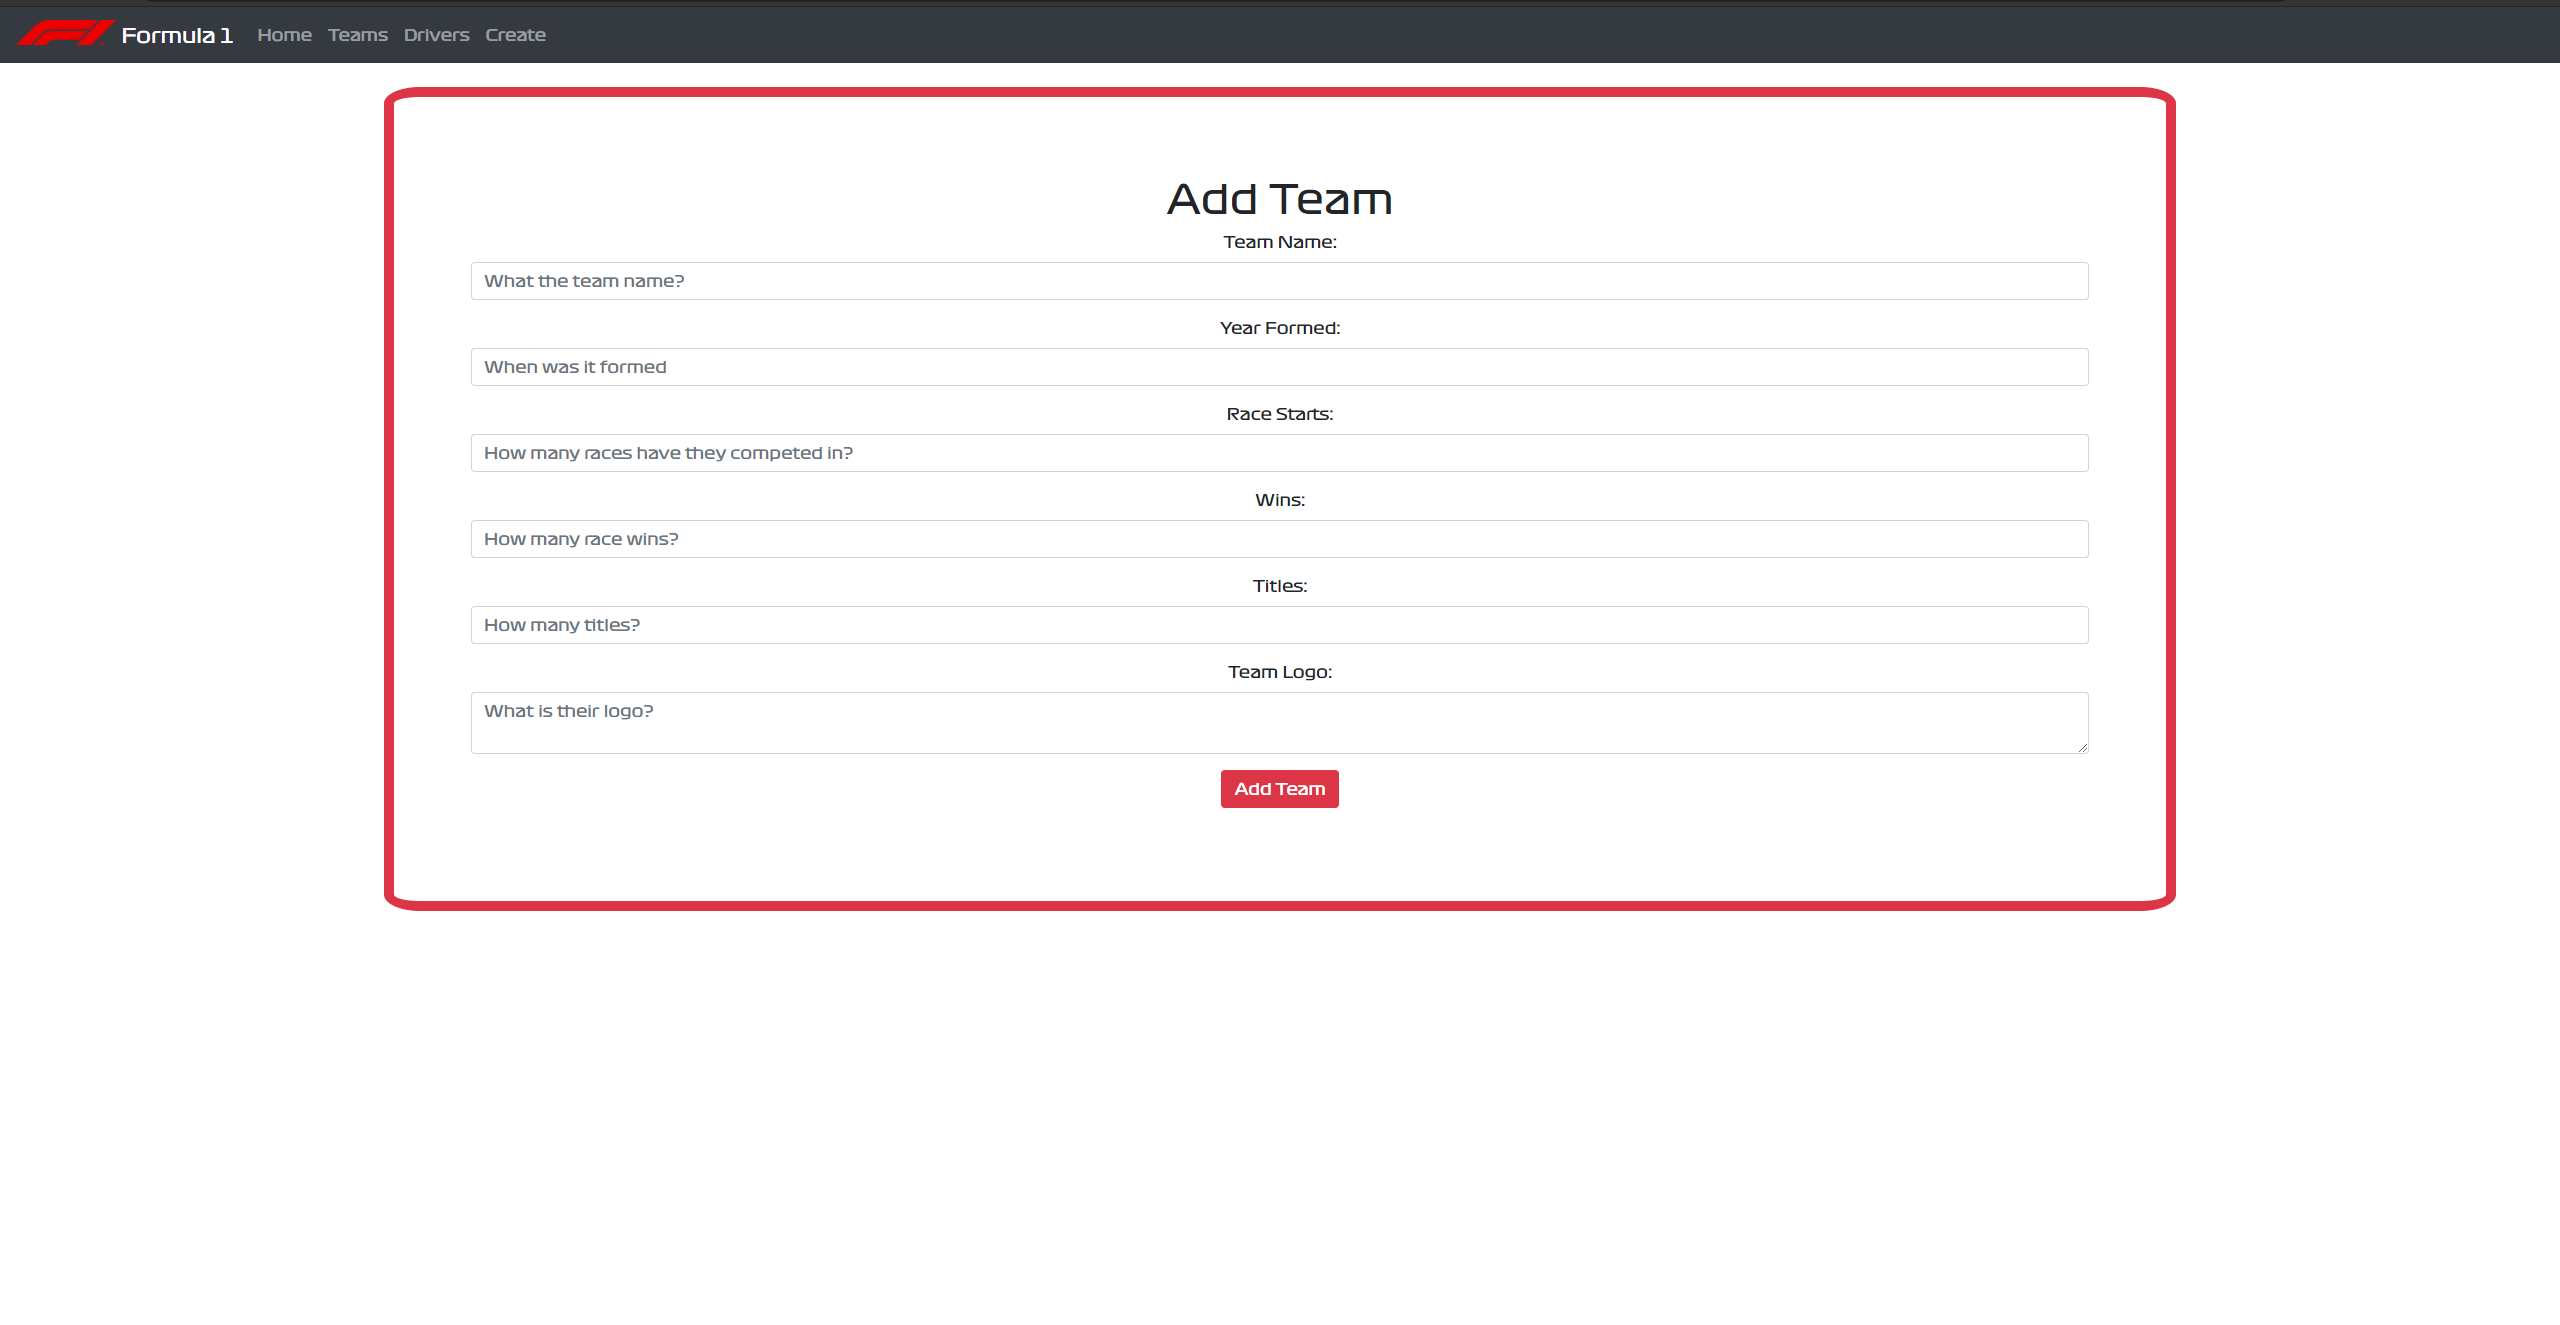 Formula 1 Home Teams Drivers Create
Add Team
Team Name:
What the team name?
Year Formed:
When was it formed
Race Starts:
How many races have they competed in?
Wins:
How many race wins?
Titles:
How many titles?
Team Logo:
What is their logo?
Add Team